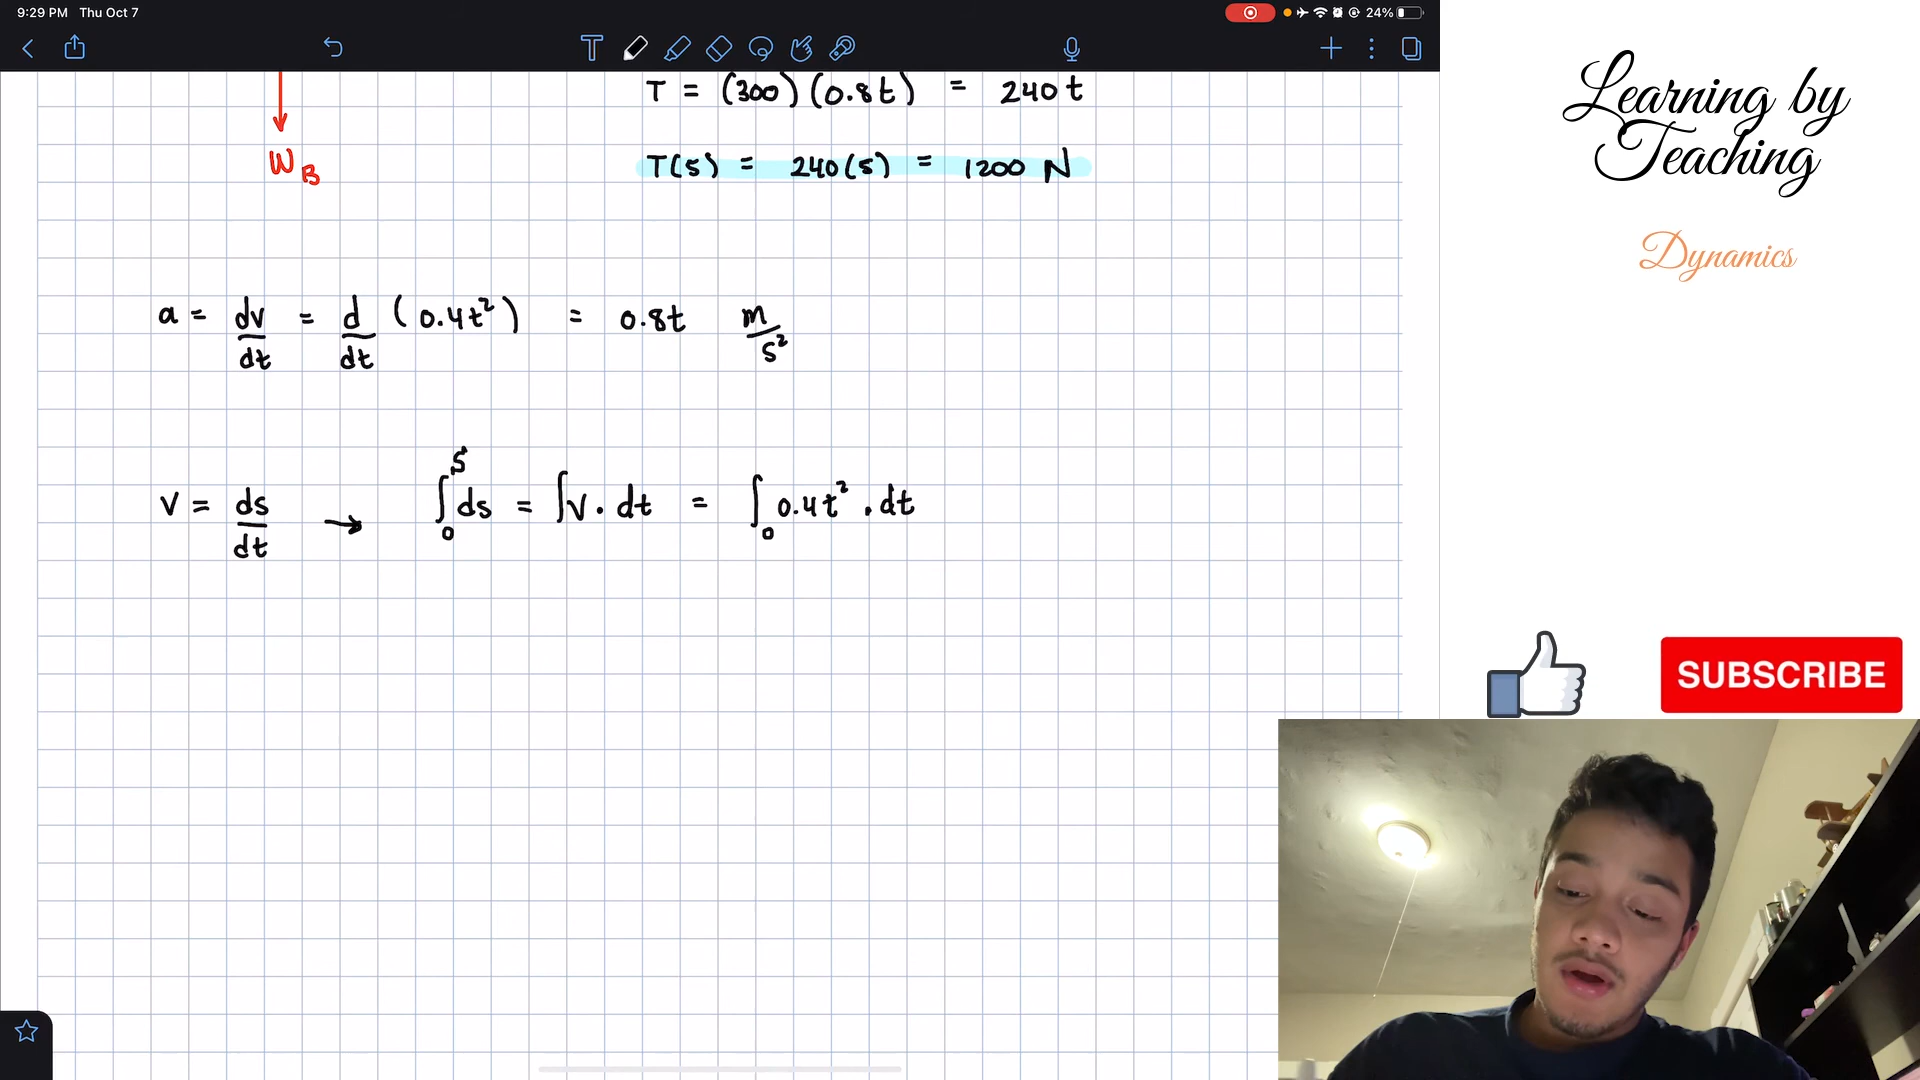 9:29 PM Thu Oct 7
24%
T = (300)(0.8t) = 240t
T(5) = 240(5) = 1200 N
W_B
a = dv/dt = d/dt (0.4t²) = 0.8t m/s²
v = ds/dt → ∫₀ˢ ds = ∫v · dt = ∫₀ 0.4t² · dt
Learning by
Teaching
Dynamics
SUBSCRIBE